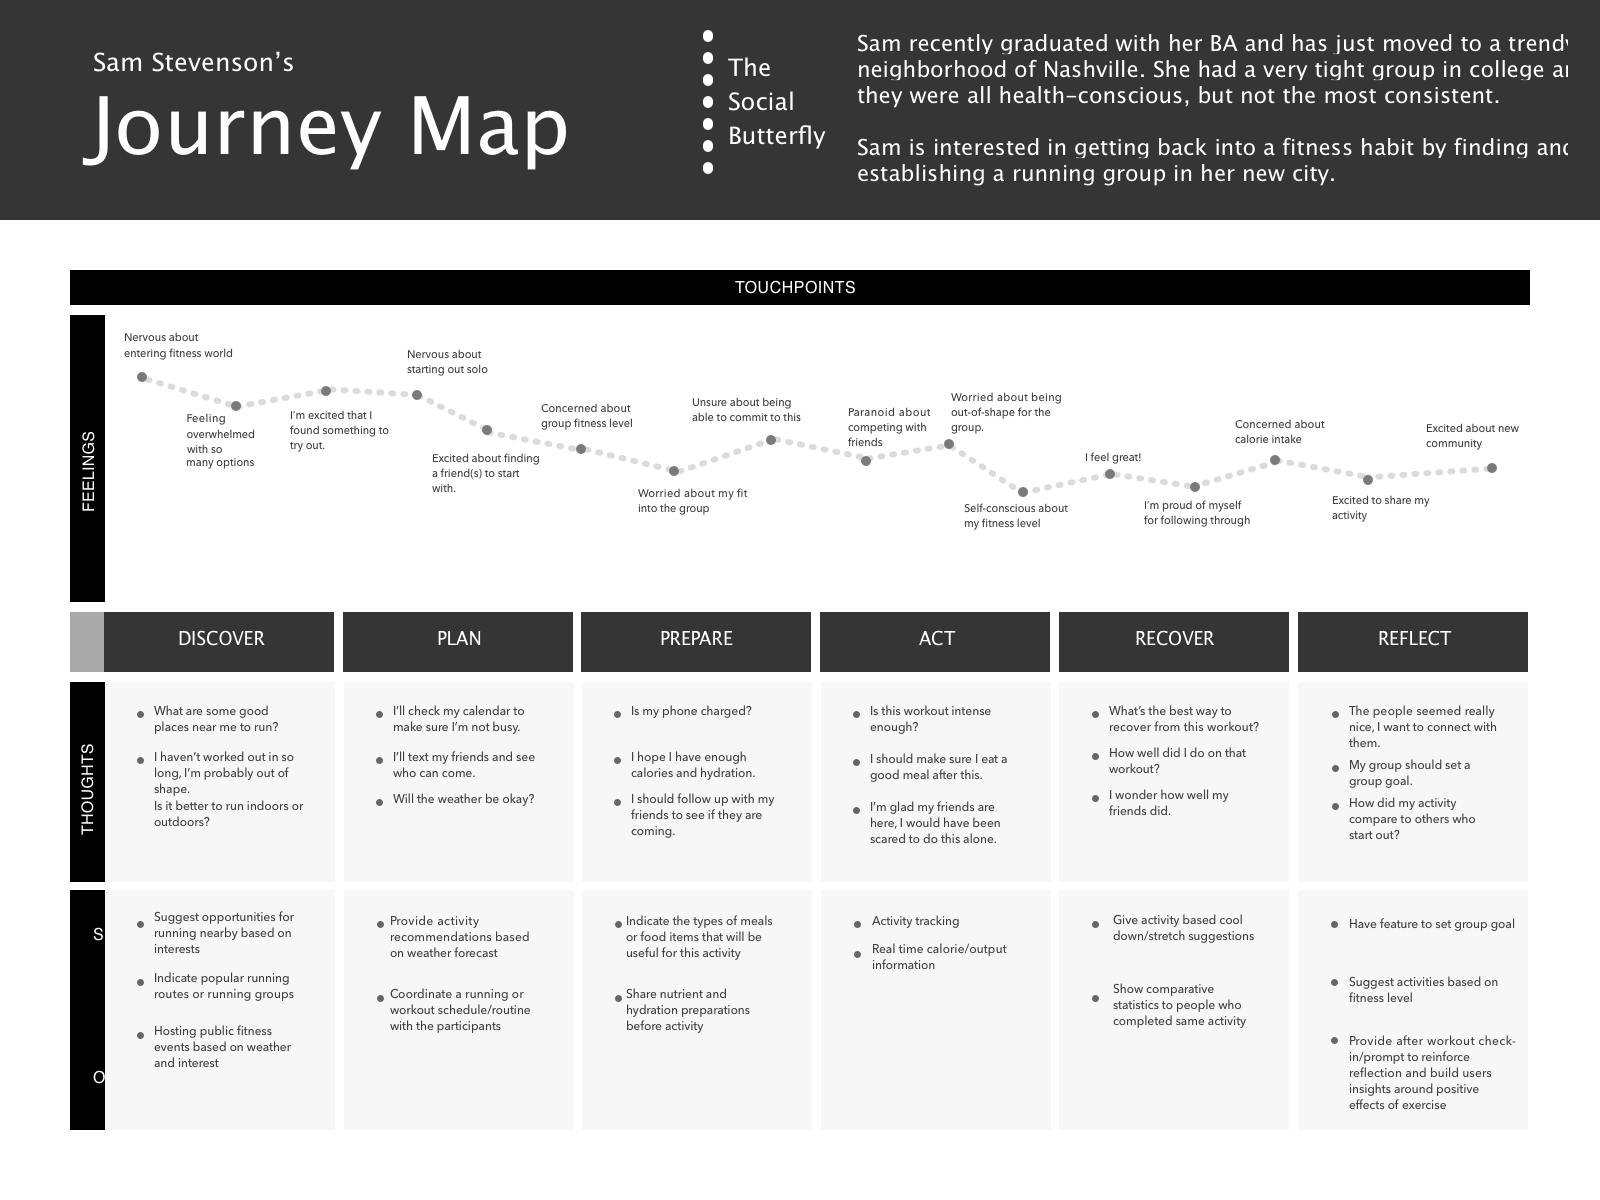 Sam Stevenson’s
Journey Map
The
Social
Butterfly
Sam recently graduated with her BA and has just moved to a trendy
neighborhood of Nashville. She had a very tight group in college
they were all health-conscious, but not the most consistent.
Sam is interested in getting back into a fitness habit by finding
establishing a running group in her new city.
TOUCHPOINTS
FEELINGS
Nervous about
entering fitness world
Feeling
overwhelmed
with so
many options
I’m excited that I
found something to
try out.
Nervous about
starting out solo
Excited about finding
a friend(s) to start
with.
Concerned about
group fitness level
Worried about my fit
into the group
Unsure about being
able to commit to this
Paranoid about
competing with
friends
Worried about being
out-of-shape for the
group.
Self-conscious about
my fitness level
I feel great!
I’m proud of myself
for following through
Concerned about
calorie intake
Excited to share my
activity
Excited about new
community
DISCOVER
PLAN
PREPARE
ACT
RECOVER
REFLECT
THOUGHTS
What are some good
places near me to run?
I haven’t worked out in so
long, I’m probably out of
shape.
Is it better to run indoors or
outdoors?
I’ll check my calendar to
make sure I’m not busy.
I’ll text my friends and see
who can come.
Will the weather be okay?
Is my phone charged?
I hope I have enough
calories and hydration.
I should follow up with my
friends to see if they are
coming.
Is this workout intense
enough?
I should make sure I eat a
good meal after this.
I’m glad my friends are
here, I would have been
scared to do this alone.
What’s the best way to
recover from this workout?
How well did I do on that
workout?
I wonder how well my
friends did.
The people seemed really
nice, I want to connect with
them.
My group should set a
group goal.
How did my activity
compare to others who
start out?
S
O
Suggest opportunities for
running nearby based on
interests
Indicate popular running
routes or running groups
Hosting public fitness
events based on weather
and interest
Provide activity
recommendations based
on weather forecast
Coordinate a running or
workout schedule/routine
with the participants
Indicate the types of meals
or food items that will be
useful for this activity
Share nutrient and
hydration preparations
before activity
Activity tracking
Real time calorie/output
information
Give activity based cool
down/stretch suggestions
Show comparative
statistics to people who
completed same activity
Have feature to set group goal
Suggest activities based on
fitness level
Provide after workout check-
in/prompt to reinforce
reflection and build users
insights around positive
effects of exercise